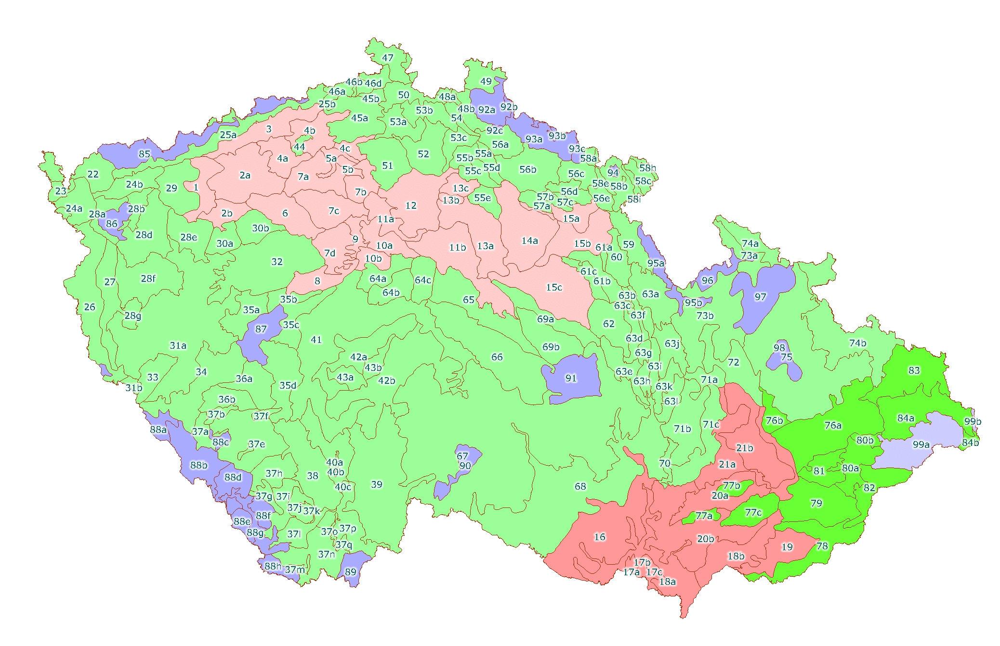 47
46b
46d
49
46a
50
48a
45b
25b
48b
92a
92b
53b
54
45a
53a
3
4b
92c
25a
53c
93a
93b
56a
44
4c
93c
85
52
55a
4a
5a
55b
58a
51
5b
55c
55d
56b
58h
22
2a
7a
56c
94
58c
24b
58e
58b
29
1
13c
23
7b
56d
55e
57b
56e
58i
13b
57c
12
57a
24a
28a
28b
2b
6
7c
11a
15a
86
30b
28d
28e
9
14a
30a
15b
59
74a
10a
11b
13a
61a
7d
60
73a
10b
32
95a
61c
28f
64a
64c
27
8
61b
96
15c
64b
63b
63a
97
35b
65
26
63c
95b
35a
28g
63f
73b
69a
35c
62
87
63d
41
63j
31a
69b
98
74b
63g
42a
66
75
72
43b
63i
34
63e
83
33
43a
91
36a
71a
42b
63h
35d
63k
31b
36b
63l
37b
37f
84a
76b
99b
71c
76a
88a
37a
71b
80b
88c
84b
37e
99a
21b
67
40a
70
88b
90
21a
80a
40b
81
37h
88d
38
39
77b
68
40c
82
37g
37i
20a
79
37j
37k
77c
88f
77a
88e
37p
88g
37l
37o
16
20b
37q
19
78
37n
18b
17b
88h
37m
89
17a
17c
18a